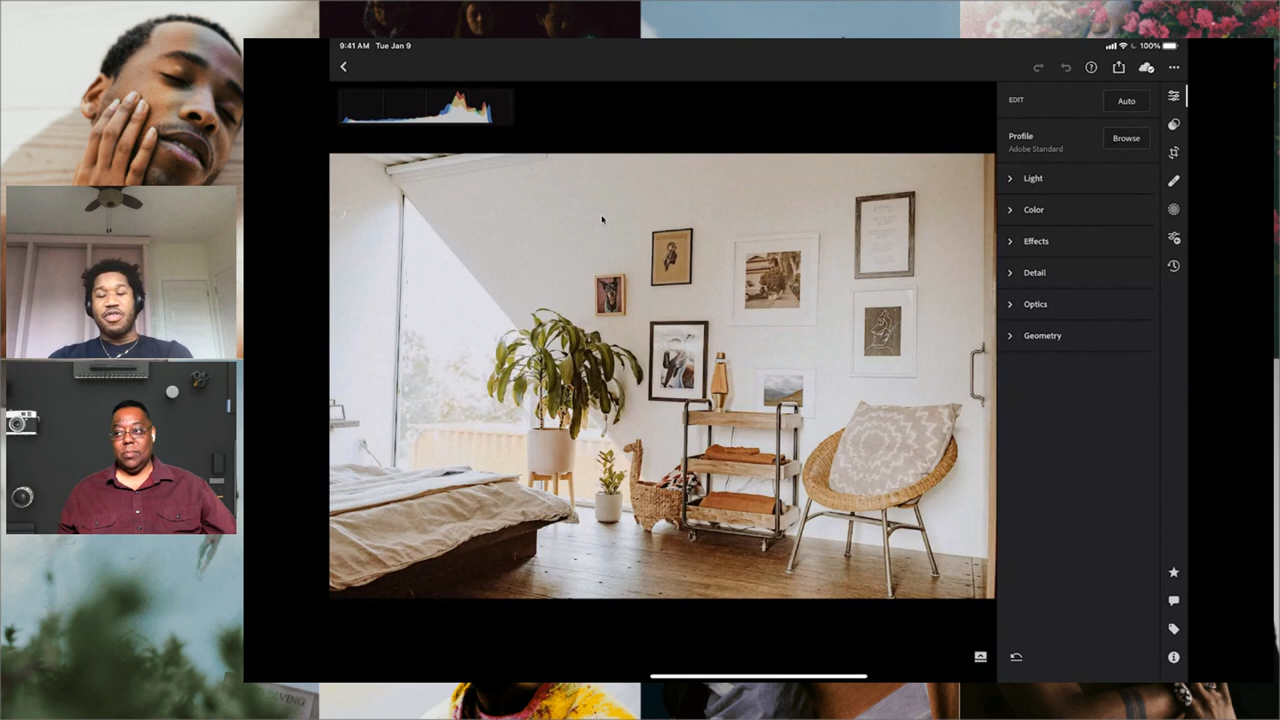 9:41 AM Tue Jan 9
100%
EDIT
Auto
Profile
Adobe Standard
Browse
Light
Color
Effects
Detail
Optics
Geometry
VING